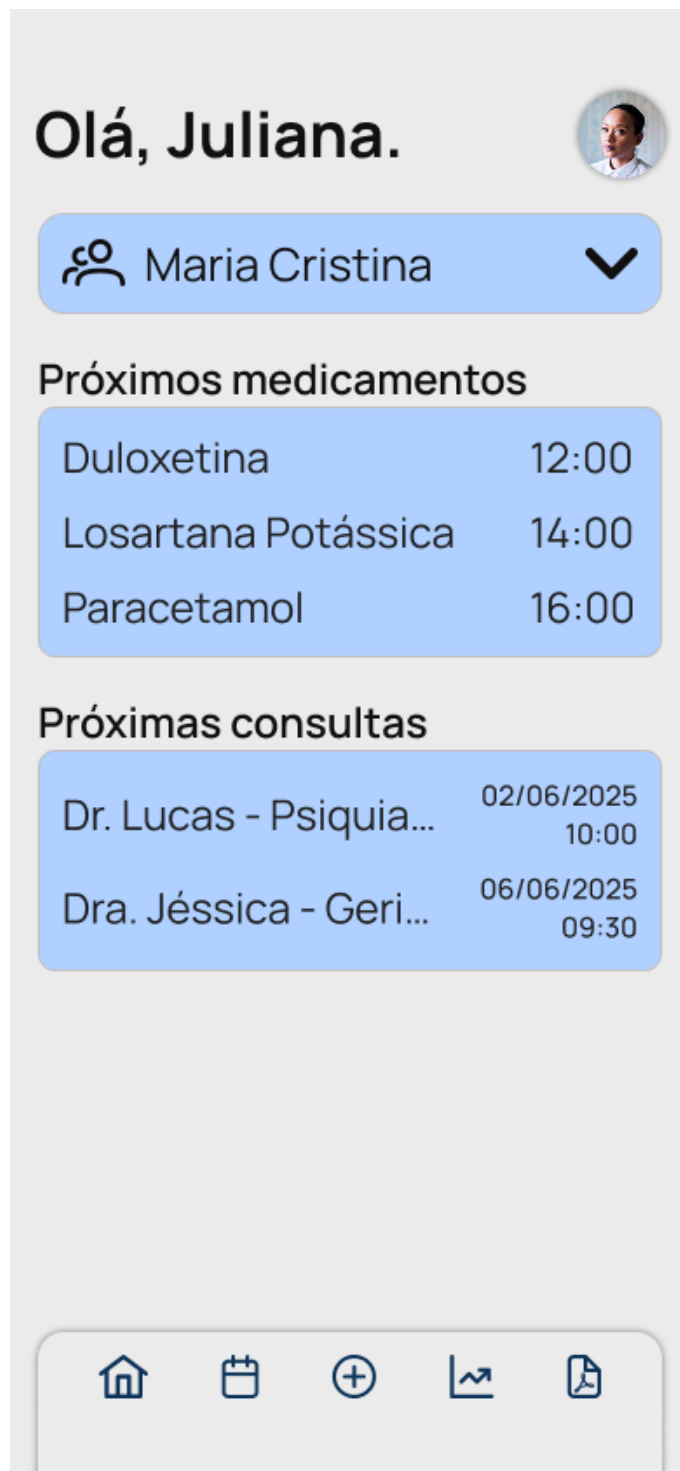 Olá, Juliana.
Maria Cristina
Próximos medicamentos
Duloxetina 12:00
Losartana Potássica 14:00
Paracetamol 16:00
Próximas consultas
Dr. Lucas - Psiquia... 02/06/2025
10:00
Dra. Jéssica - Geri... 06/06/2025
09:30